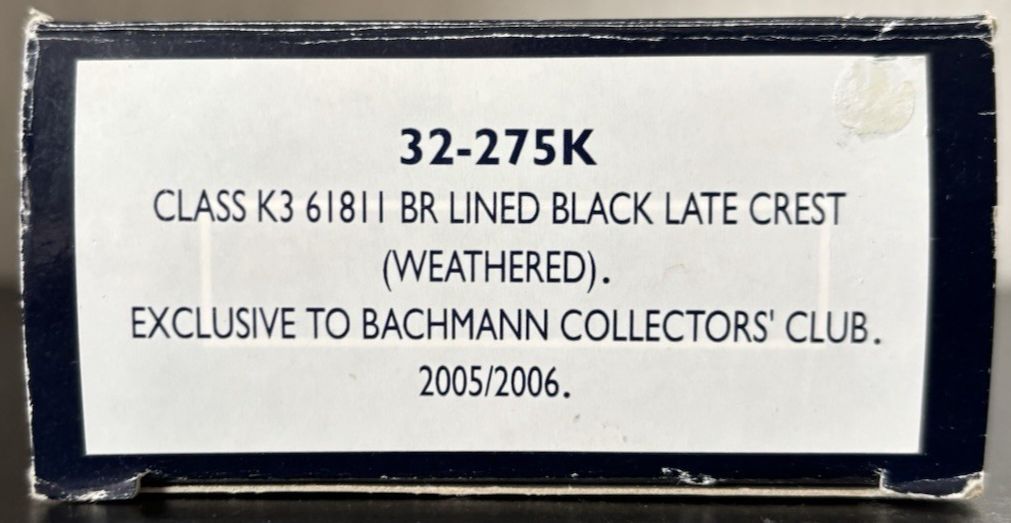 32-275K
CLASS K3 61811 BR LINED BLACK LATE CREST
(WEATHERED).
EXCLUSIVE TO BACHMANN COLLECTORS' CLUB.
2005/2006.